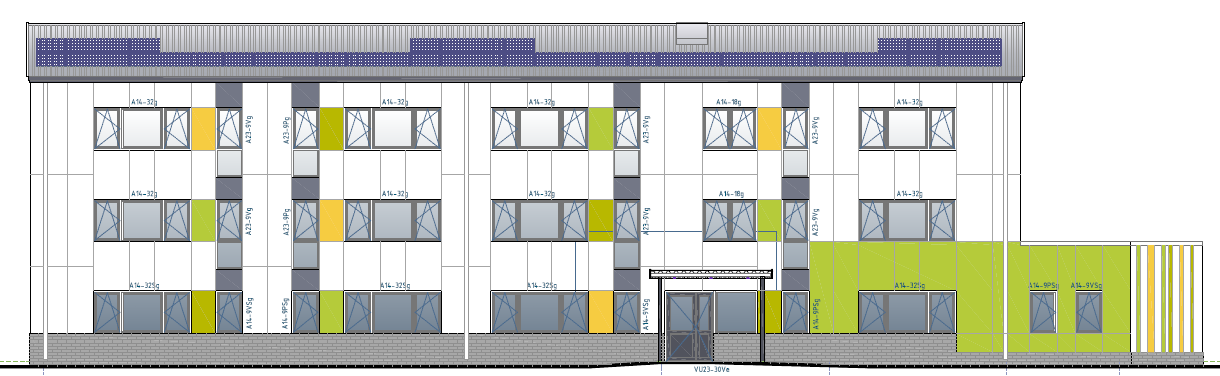 A14-32g A14-32g A14-32g A14-18g A14-32g
A23-9Vg A23-9Pg A23-9Vg A23-9Vg
A14-32g A14-32g A14-32g A14-18g A14-32g
A23-9Vg A23-9Pg A23-9Vg A23-9Vg
A14-32Sg A14-32Sg A14-32Sg A14-32Sg A14-9PSg A14-9VSg
A14-9VSg A14-9PSg A14-9VSg A14-9PSg
VU23-30Ve